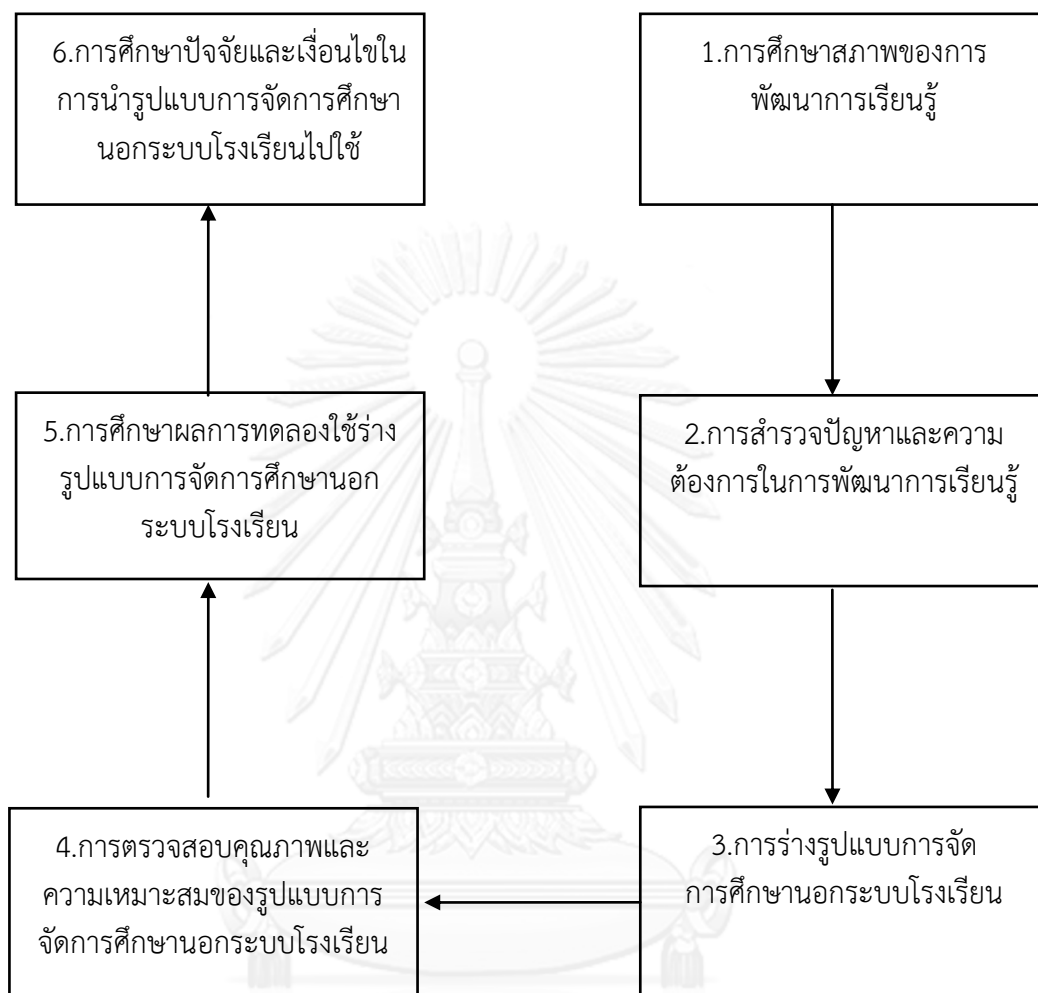 6.การศึกษาปัจจัยและเงื่อนไขใน
การนำรูปแบบการจัดการศึกษา
นอกระบบโรงเรียนไปใช้
1.การศึกษาสภาพของการ
พัฒนาการเรียนรู้
5.การศึกษาผลการทดลองใช้ร่าง
รูปแบบการจัดการศึกษานอก
ระบบโรงเรียน
2.การสำรวจปัญหาและความ
ต้องการในการพัฒนาการเรียนรู้
4.การตรวจสอบคุณภาพและ
ความเหมาะสมของรูปแบบการ
จัดการศึกษานอกระบบโรงเรียน
3.การร่างรูปแบบการจัด
การศึกษานอกระบบโรงเรียน